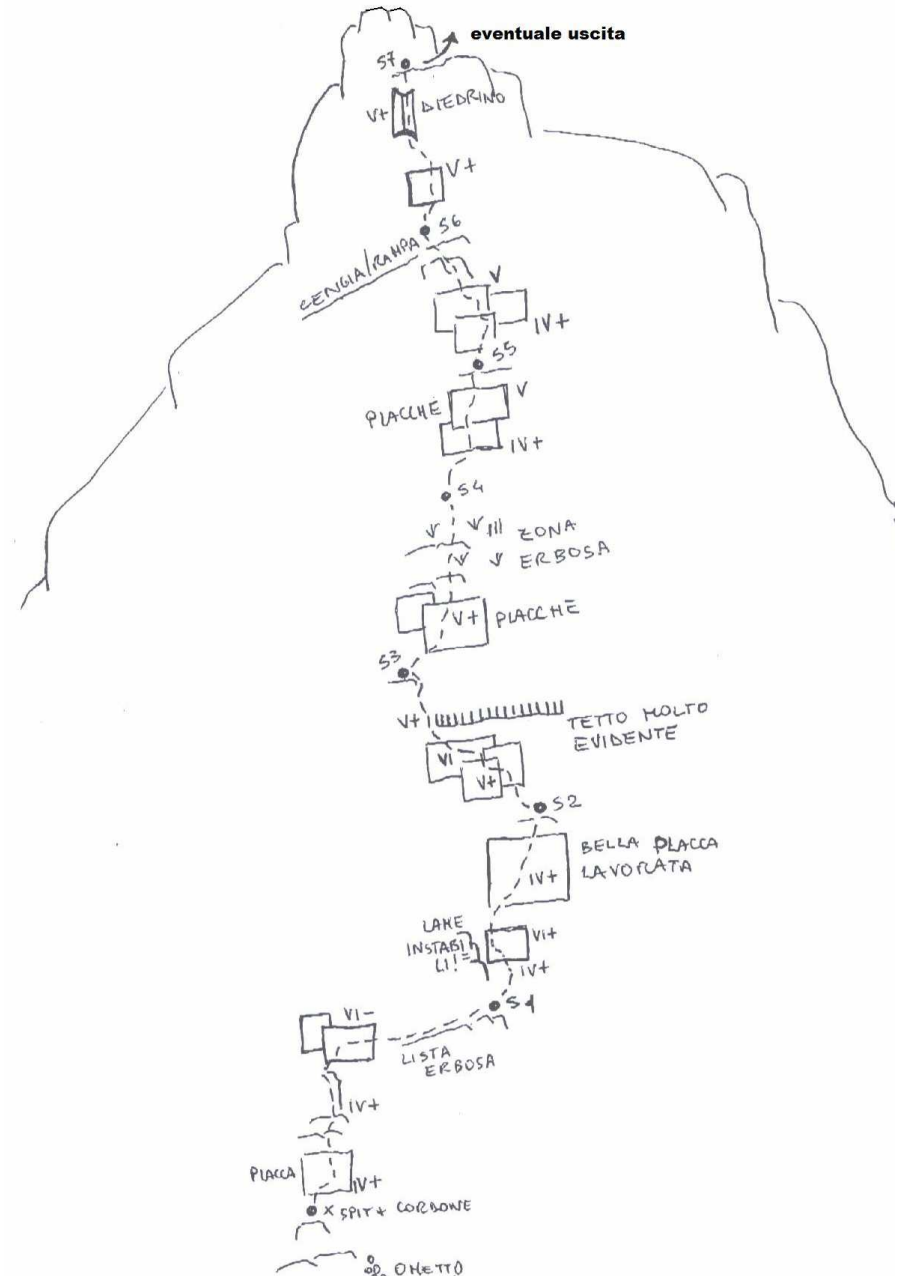 eventuale uscita
S7
V+
DIEDRINO
V+
S6
CENGIA/RAMPA
V
IV+
S5
PLACCHE
V
IV+
S4
III ZONA
ERBOSA
V+
PLACCHE
S3
V+
TETTO MOLTO
EVIDENTE
VI
V+
S2
BELLA PLACCA
LAVORATA
IV+
LAME
INSTABI
LI!
VI+
IV+
S1
VI-
LISTA
ERBOSA
IV+
PLACCA
IV+
x SPIT + CORDONE
OMETTO